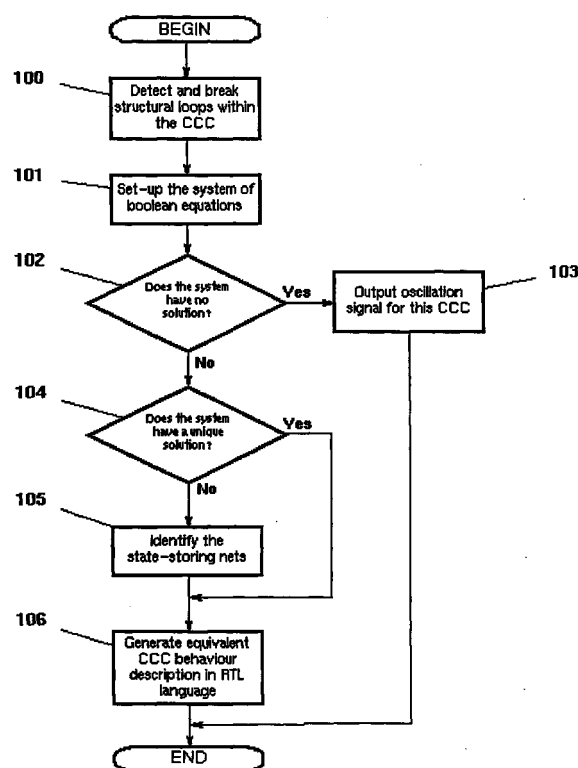 BEGIN
100
Detect and break
structural loops within
the CCC
101
Set-up the system of
boolean equations
102
Does the system
have no
solution?
Yes
103
Output oscillation
signal for this CCC
No
104
Does the system
have a unique
solution?
Yes
No
105
Identify the
state-storing nets
106
Generate equivalent
CCC behaviour
description in RTL
language
END